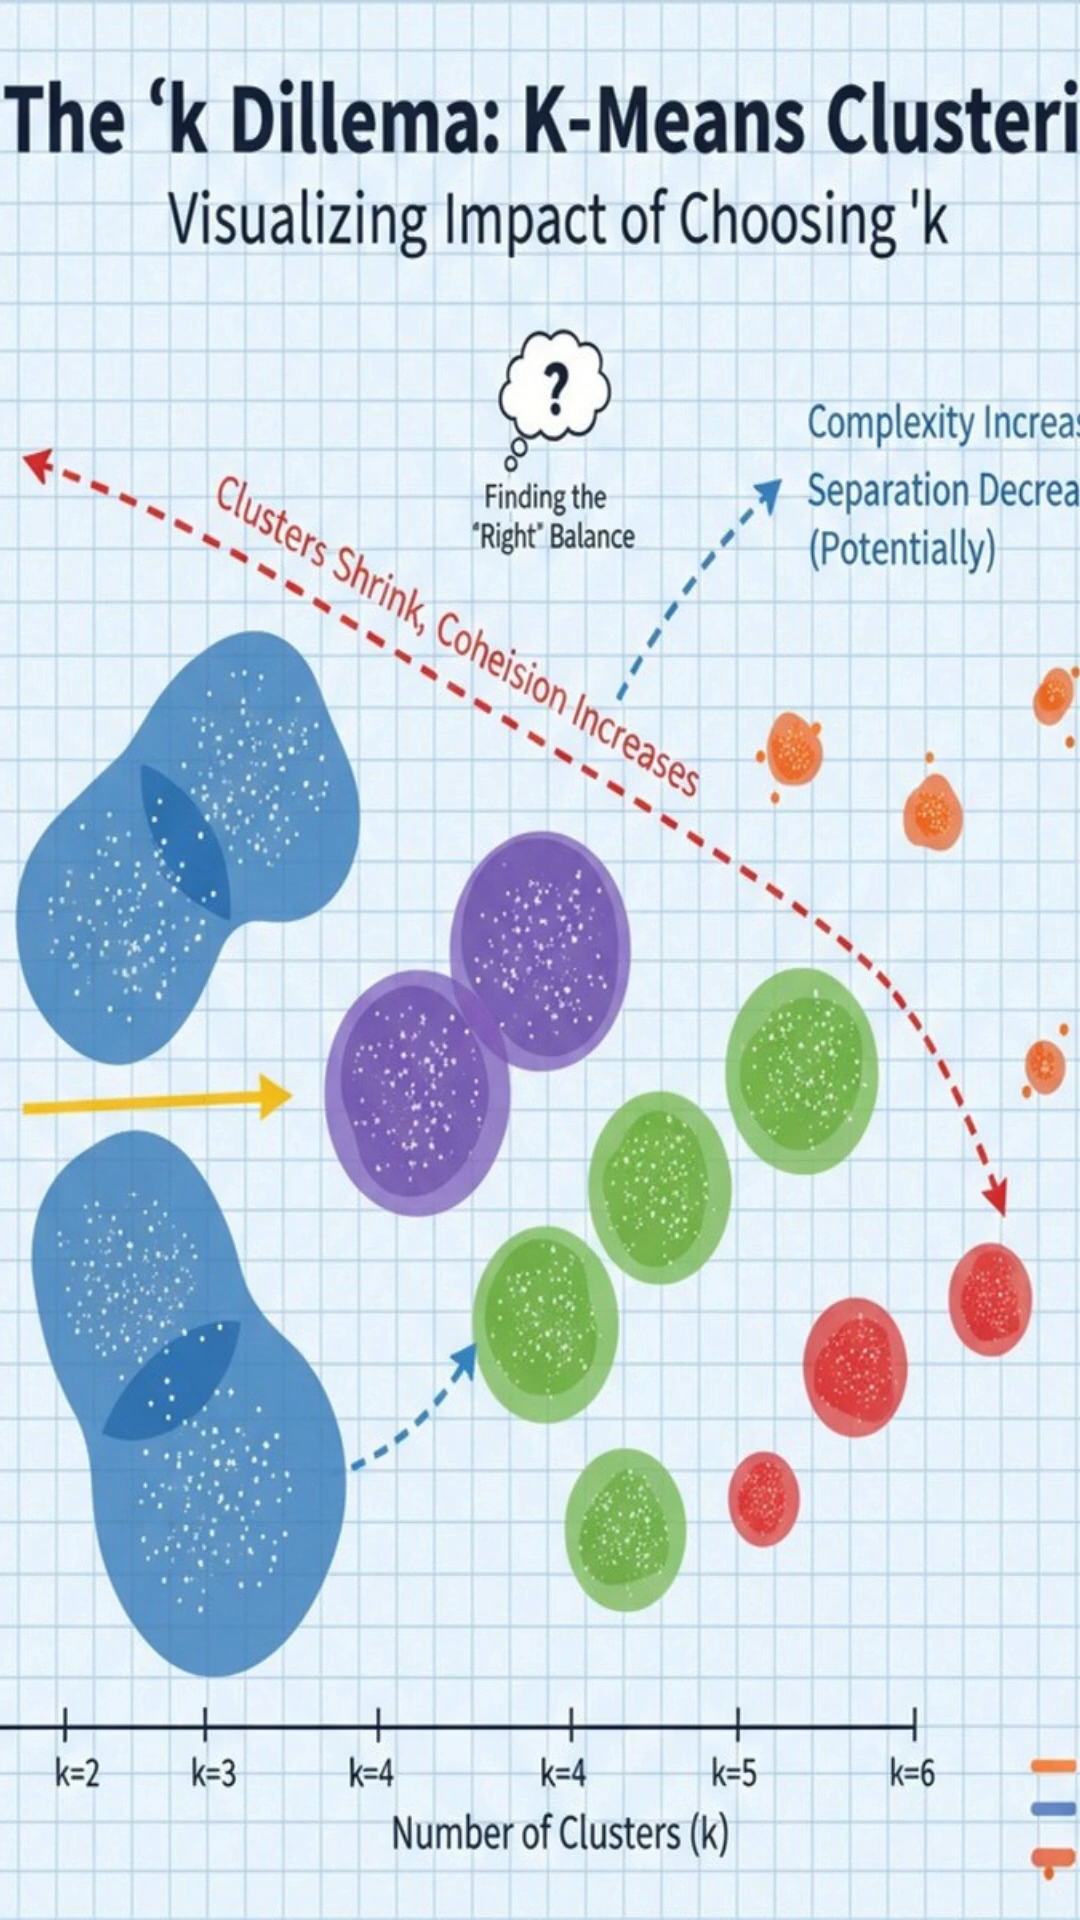 The ‘k Dillema: K-Means Clusteri
Visualizing Impact of Choosing 'k
?
Finding the
"Right" Balance
Complexity Increas
Separation Decrea
(Potentially)
Clusters Shrink, Coheision Increases
k=2 k=3 k=4 k=4 k=5 k=6
Number of Clusters (k)